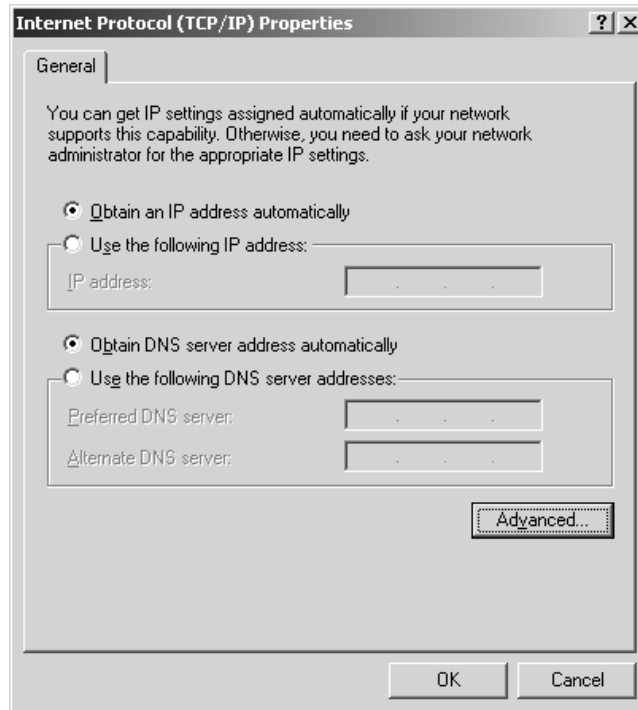 Internet Protocol (TCP/IP) Properties
General
You can get IP settings assigned automatically if your network
supports this capability. Otherwise, you need to ask your network
administrator for the appropriate IP settings.
Obtain an IP address automatically
Use the following IP address:
IP address:
Obtain DNS server address automatically
Use the following DNS server addresses:
Preferred DNS server:
Alternate DNS server:
Advanced...
OK Cancel